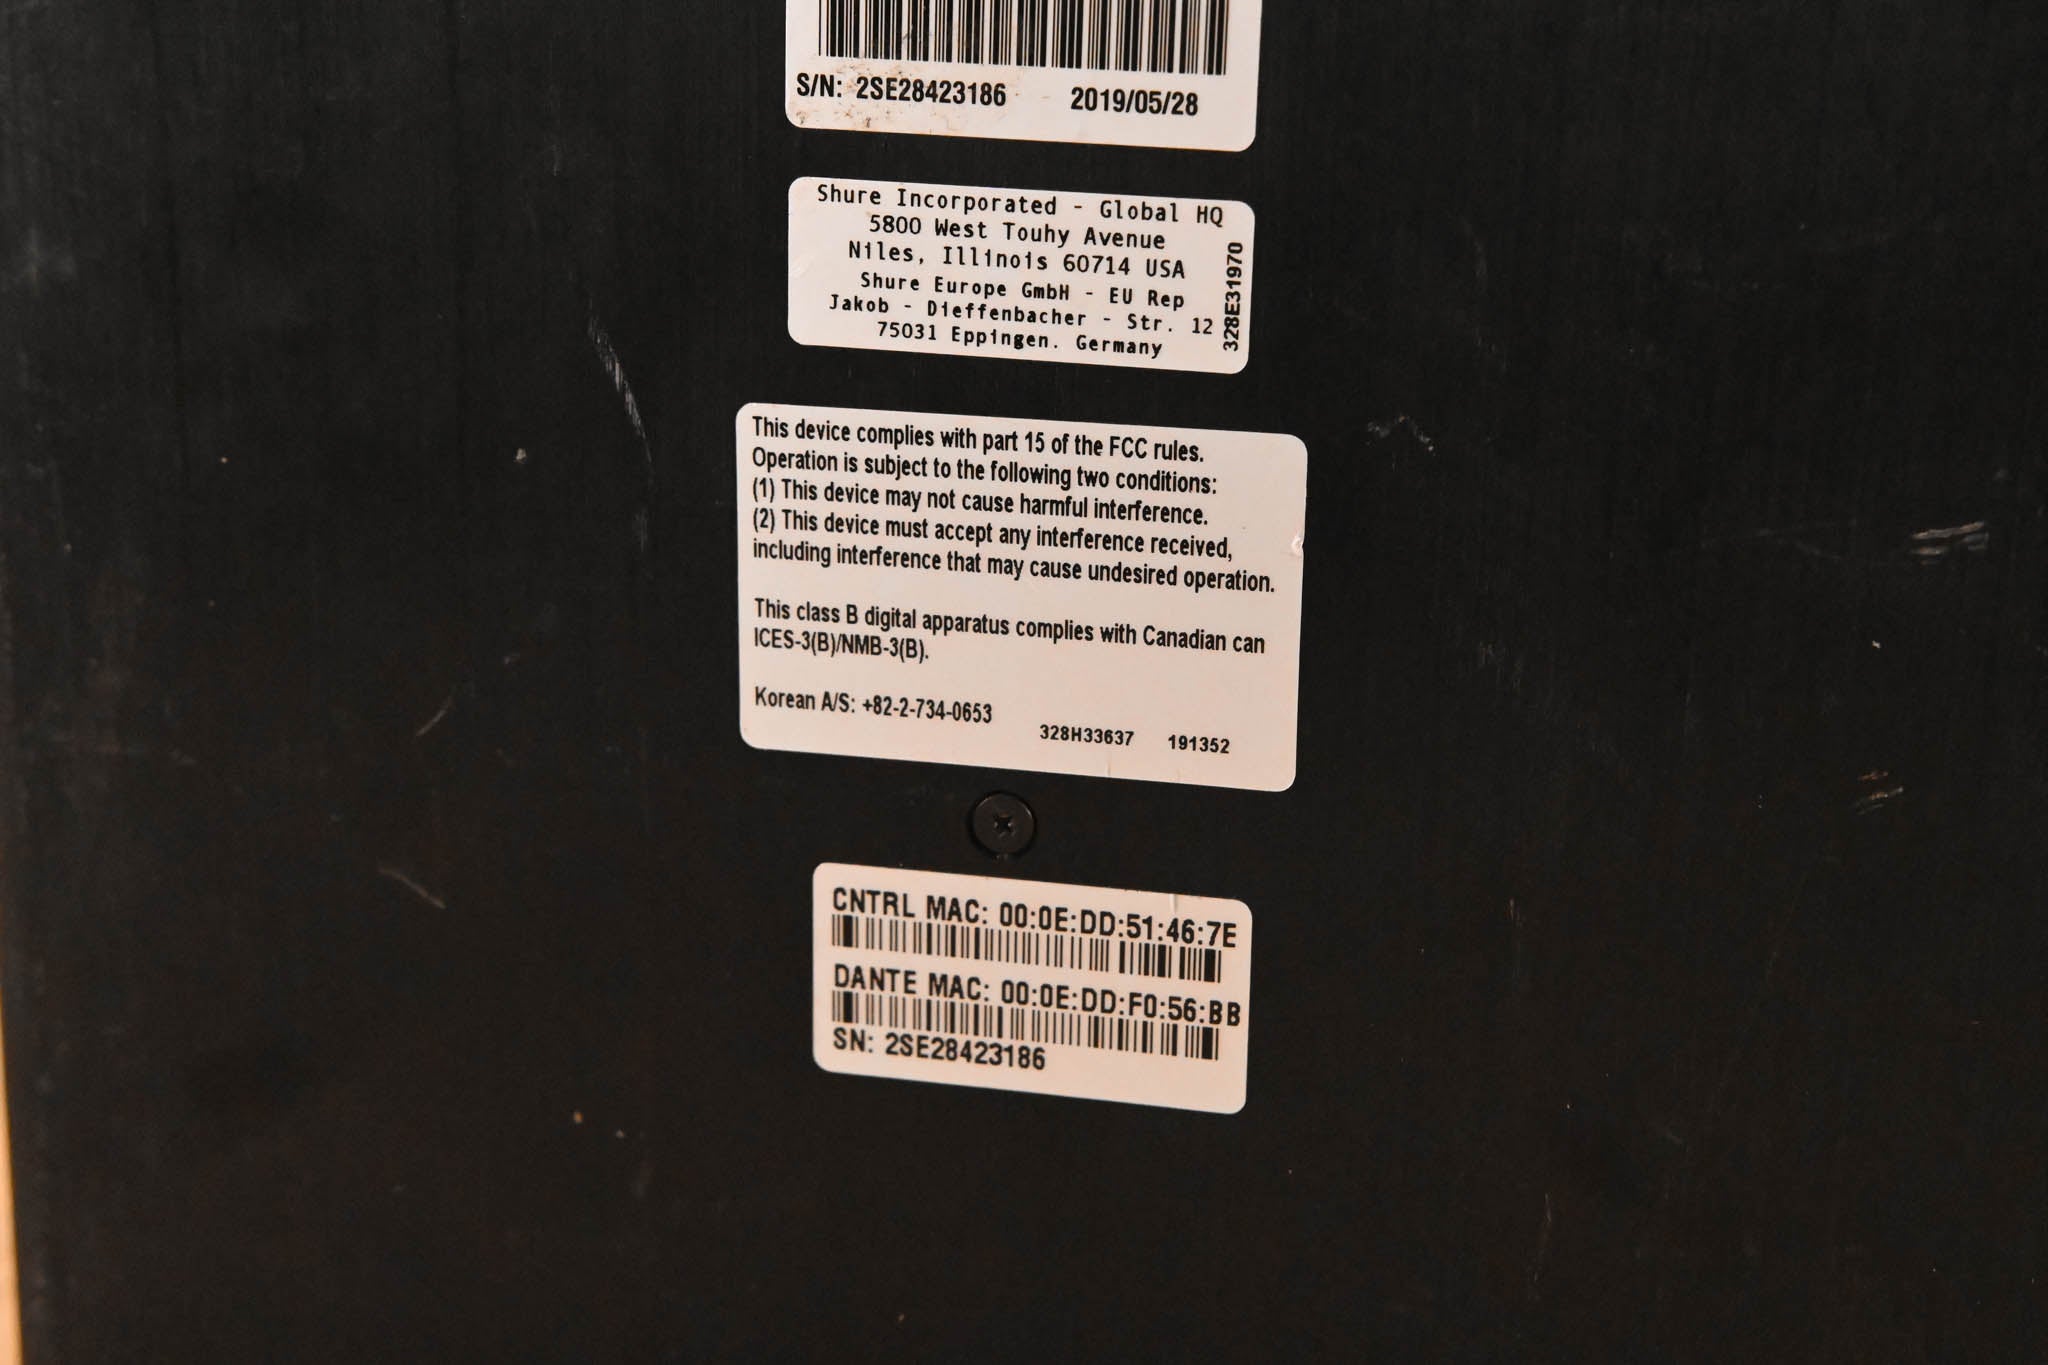 S/N: 2SE28423186 2019/05/28
Shure Incorporated - Global HQ
5800 West Touhy Avenue
Niles, Illinois 60714 USA
Shure Europe GmbH - EU Rep
Jakob - Dieffenbacher - Str. 12
75031 Eppingen. Germany
328E31970
This device complies with part 15 of the FCC rules.
Operation is subject to the following two conditions:
(1) This device may not cause harmful interference.
(2) This device must accept any interference received,
including interference that may cause undesired operation.
This class B digital apparatus complies with Canadian can
ICES-3(B)/NMB-3(B).
Korean A/S: +82-2-734-0653
328H33637 191352
CNTRL MAC: 00:0E:DD:51:46:7E
DANTE MAC: 00:0E:DD:F0:56:BB
SN: 2SE28423186